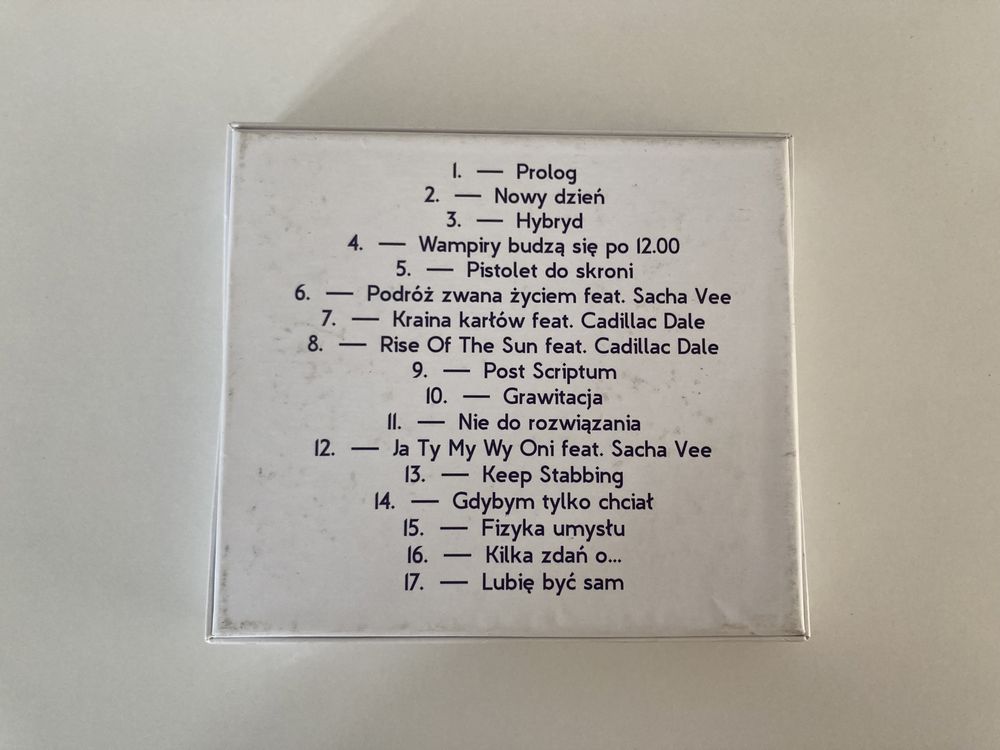 1. — Prolog
2. — Nowy dzień
3. — Hybryd
4. — Wampiry budzą się po 12.00
5. — Pistolet do skroni
6. — Podróż zwana życiem feat. Sacha Vee
7. — Kraina karłów feat. Cadillac Dale
8. — Rise Of The Sun feat. Cadillac Dale
9. — Post Scriptum
10. — Grawitacja
11. — Nie do rozwiązania
12. — Ja Ty My Wy Oni feat. Sacha Vee
13. — Keep Stabbing
14. — Gdybym tylko chciał
15. — Fizyka umysłu
16. — Kilka zdań o...
17. — Lubię być sam